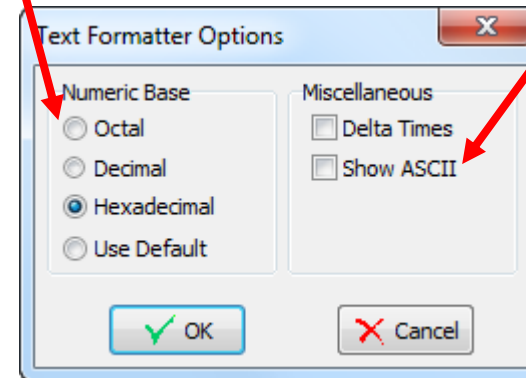 Text Formatter Options
Numeric Base
Octal
Decimal
Hexadecimal
Use Default
Miscellaneous
Delta Times
Show ASCII
OK
Cancel